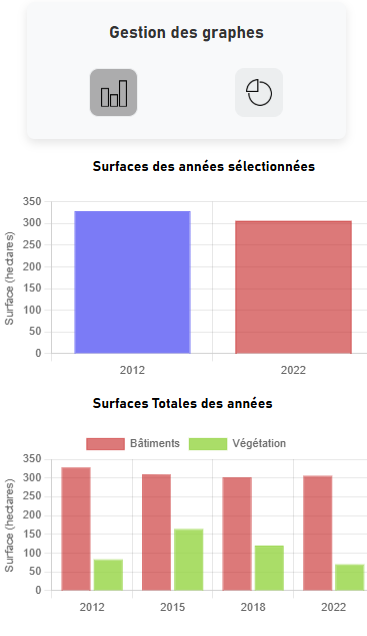 Gestion des graphes
Surfaces des années sélectionnées
350
300
250
200
150
100
50
0
Surface (hectares)
2012 2022
Surfaces Totales des années
Bâtiments Végétation
350
300
250
200
150
100
50
0
Surface (hectares)
2012 2015 2018 2022